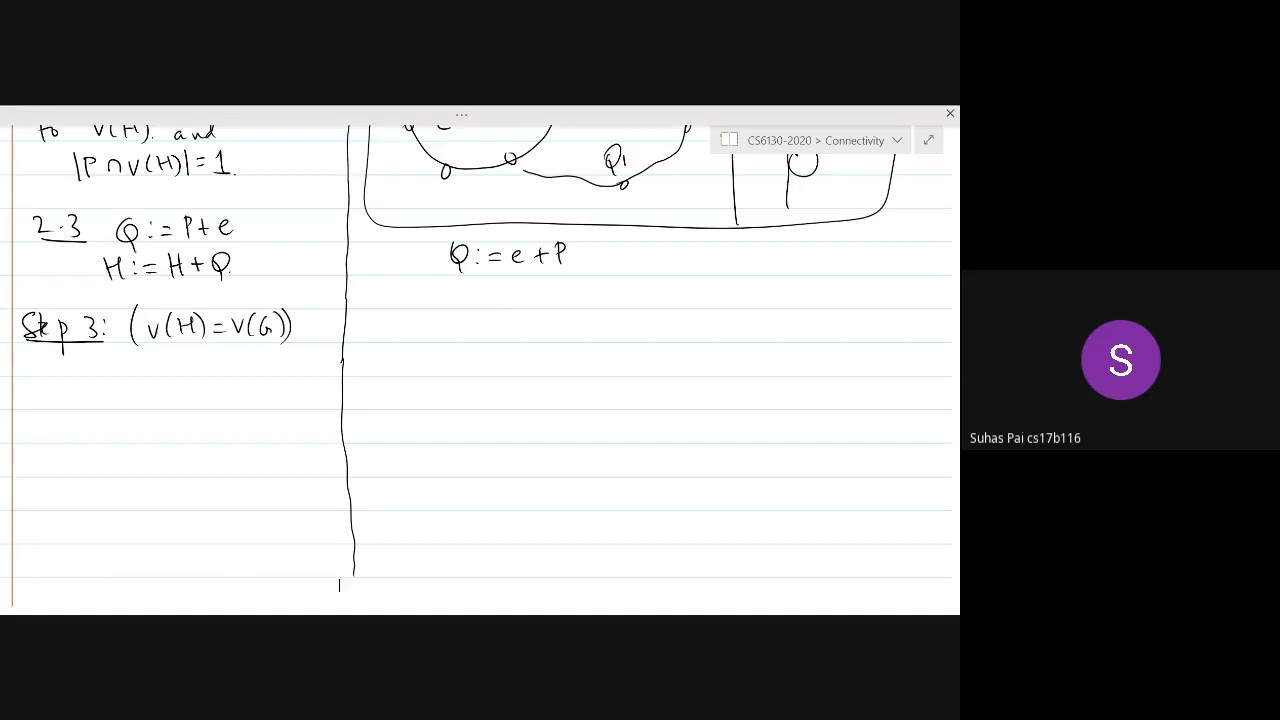 to V(H). and
|P ∩ V(H)| = 1.
2.3 Q := P + e
H := H + Q.
Step 3: (V(H) = V(G))
Q1
P
Q := e + P
CS6130-2020 > Connectivity
S
Suhas Pai cs17b116